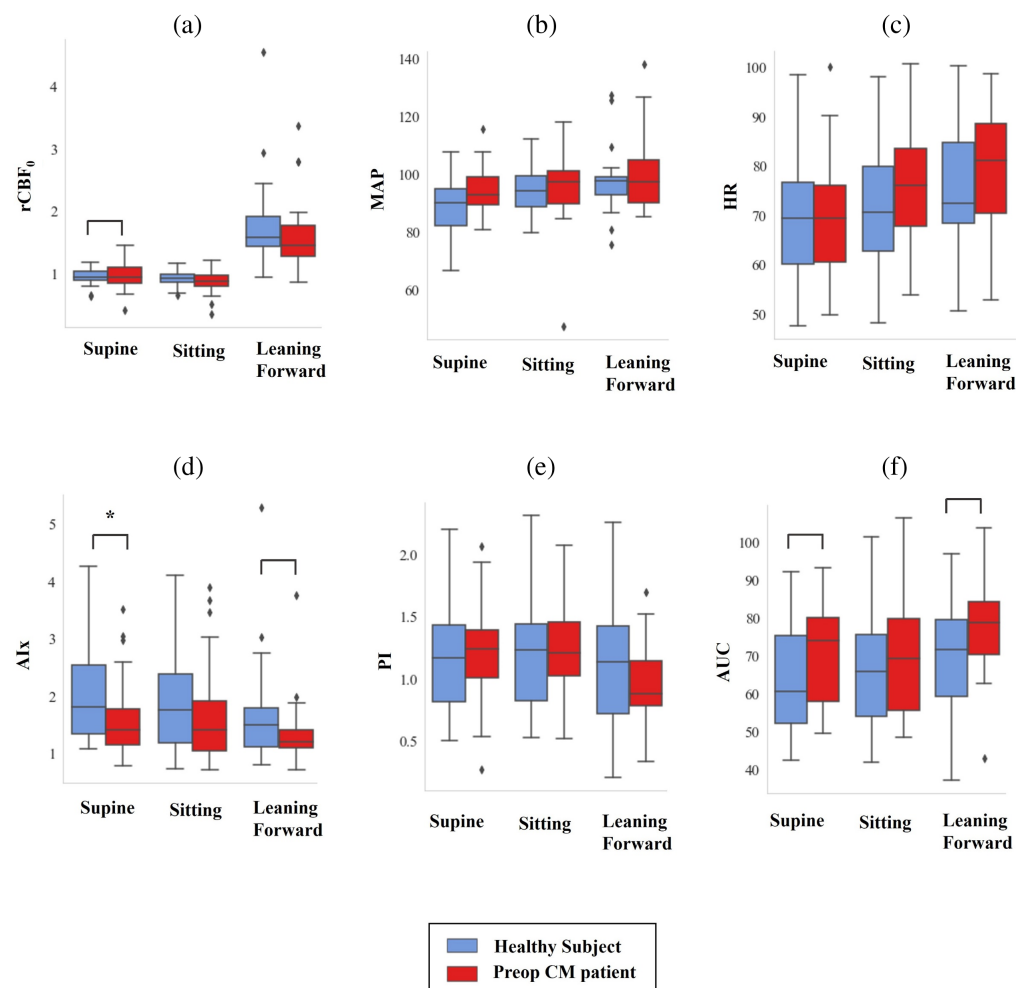 (a)
4
3
2
1
rCBF₀
Supine
Sitting
Leaning
Forward
(b)
140
120
100
80
60
MAP
Supine
Sitting
Leaning
Forward
(c)
100
90
80
70
60
50
HR
Supine
Sitting
Leaning
Forward
(d)
5
4
3
2
1
AIx
*
Supine
Sitting
Leaning
Forward
(e)
2.0
1.5
1.0
0.5
PI
Supine
Sitting
Leaning
Forward
(f)
100
90
80
70
60
50
40
AUC
Supine
Sitting
Leaning
Forward
Healthy Subject
Preop CM patient